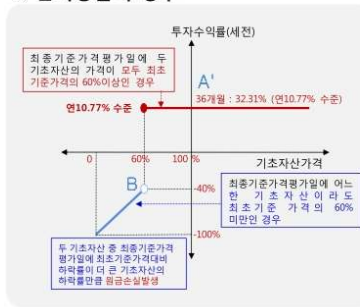 투자수익률(세전)
최종기준가격평가일에 두
기초자산의 가격이 모두 최초
기준가격의 60%이상인 경우
A'
36개월 : 32.31% (연10.77% 수준)
연10.77% 수준
0 60% 100 %
기초자산가격
B
-40%
최종기준가격평가일에 어느
한 기초자산이라도
최초기준 가격의 60%
미만인 경우
-100%
두 기초자산 중 최종기준가격
평가일에 최초기준가격대비
하락률이 더 큰 기초자산의
하락률만큼 원금손실발생